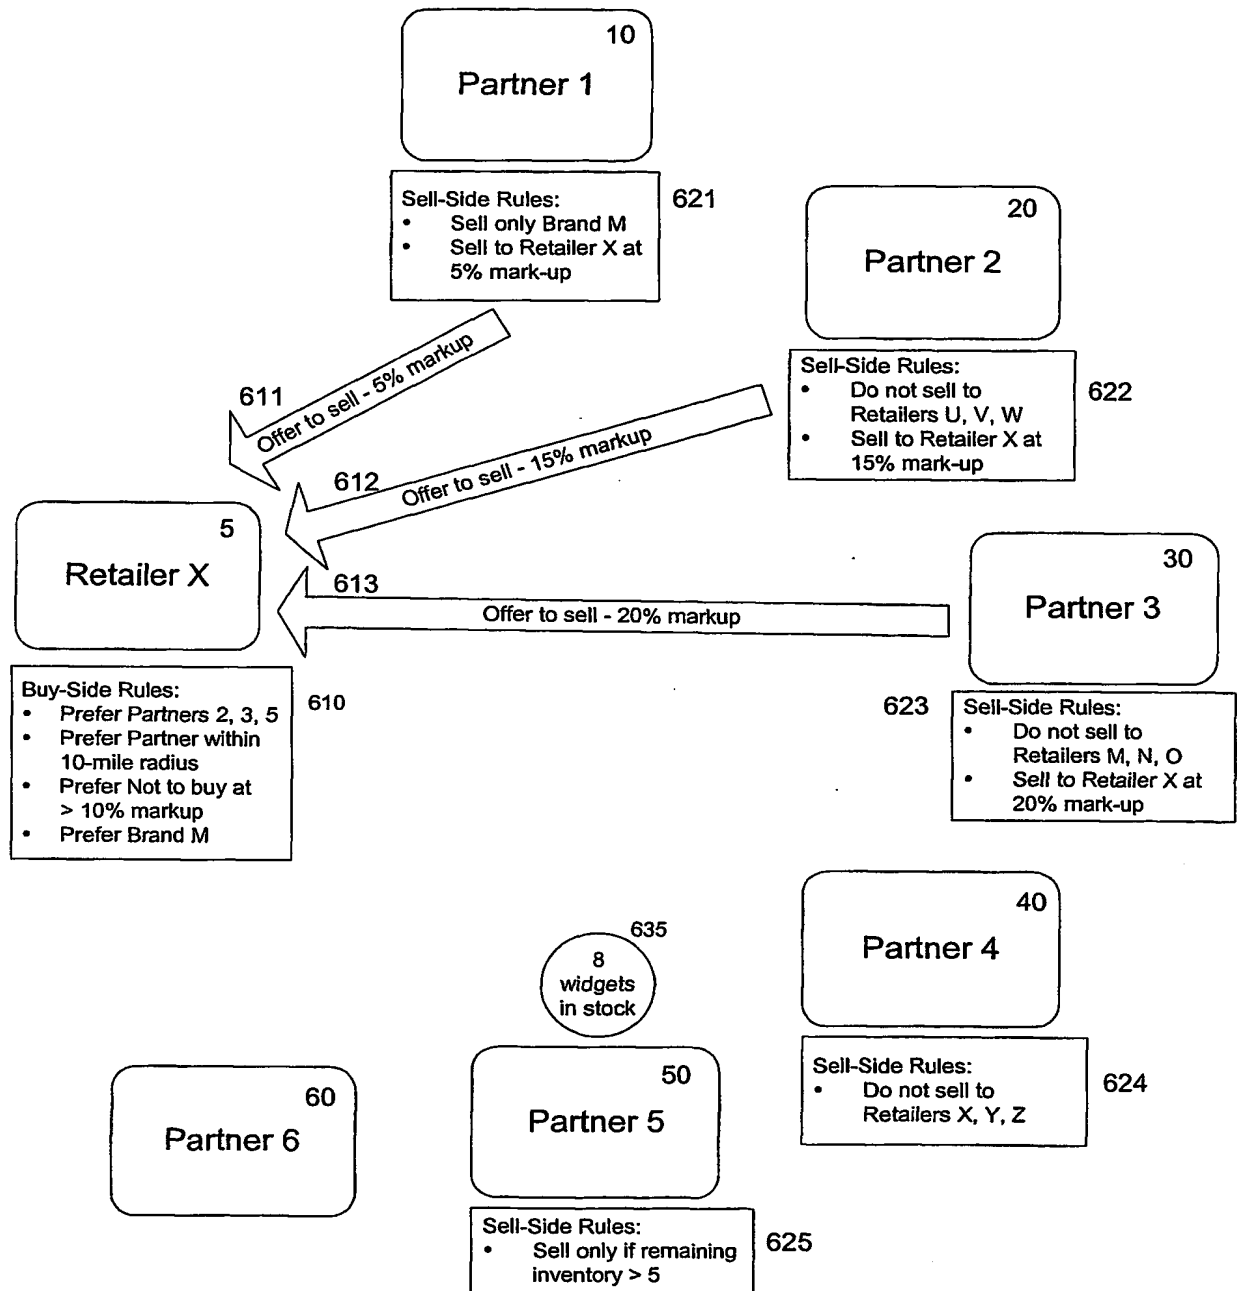 10
Partner 1
Sell-Side Rules:
• Sell only Brand M
• Sell to Retailer X at
5% mark-up
621
20
Partner 2
Sell-Side Rules:
• Do not sell to
Retailers U, V, W
• Sell to Retailer X at
15% mark-up
622
611
Offer to sell - 5% markup
612
Offer to sell - 15% markup
5
Retailer X
613
Offer to sell - 20% markup
30
Partner 3
Buy-Side Rules:
• Prefer Partners 2, 3, 5
• Prefer Partner within
10-mile radius
• Prefer Not to buy at
> 10% markup
• Prefer Brand M
610
623
Sell-Side Rules:
• Do not sell to
Retailers M, N, O
• Sell to Retailer X at
20% mark-up
40
Partner 4
Sell-Side Rules:
• Do not sell to
Retailers X, Y, Z
624
635
8
widgets
in stock
50
Partner 5
Sell-Side Rules:
• Sell only if remaining
inventory > 5
625
60
Partner 6